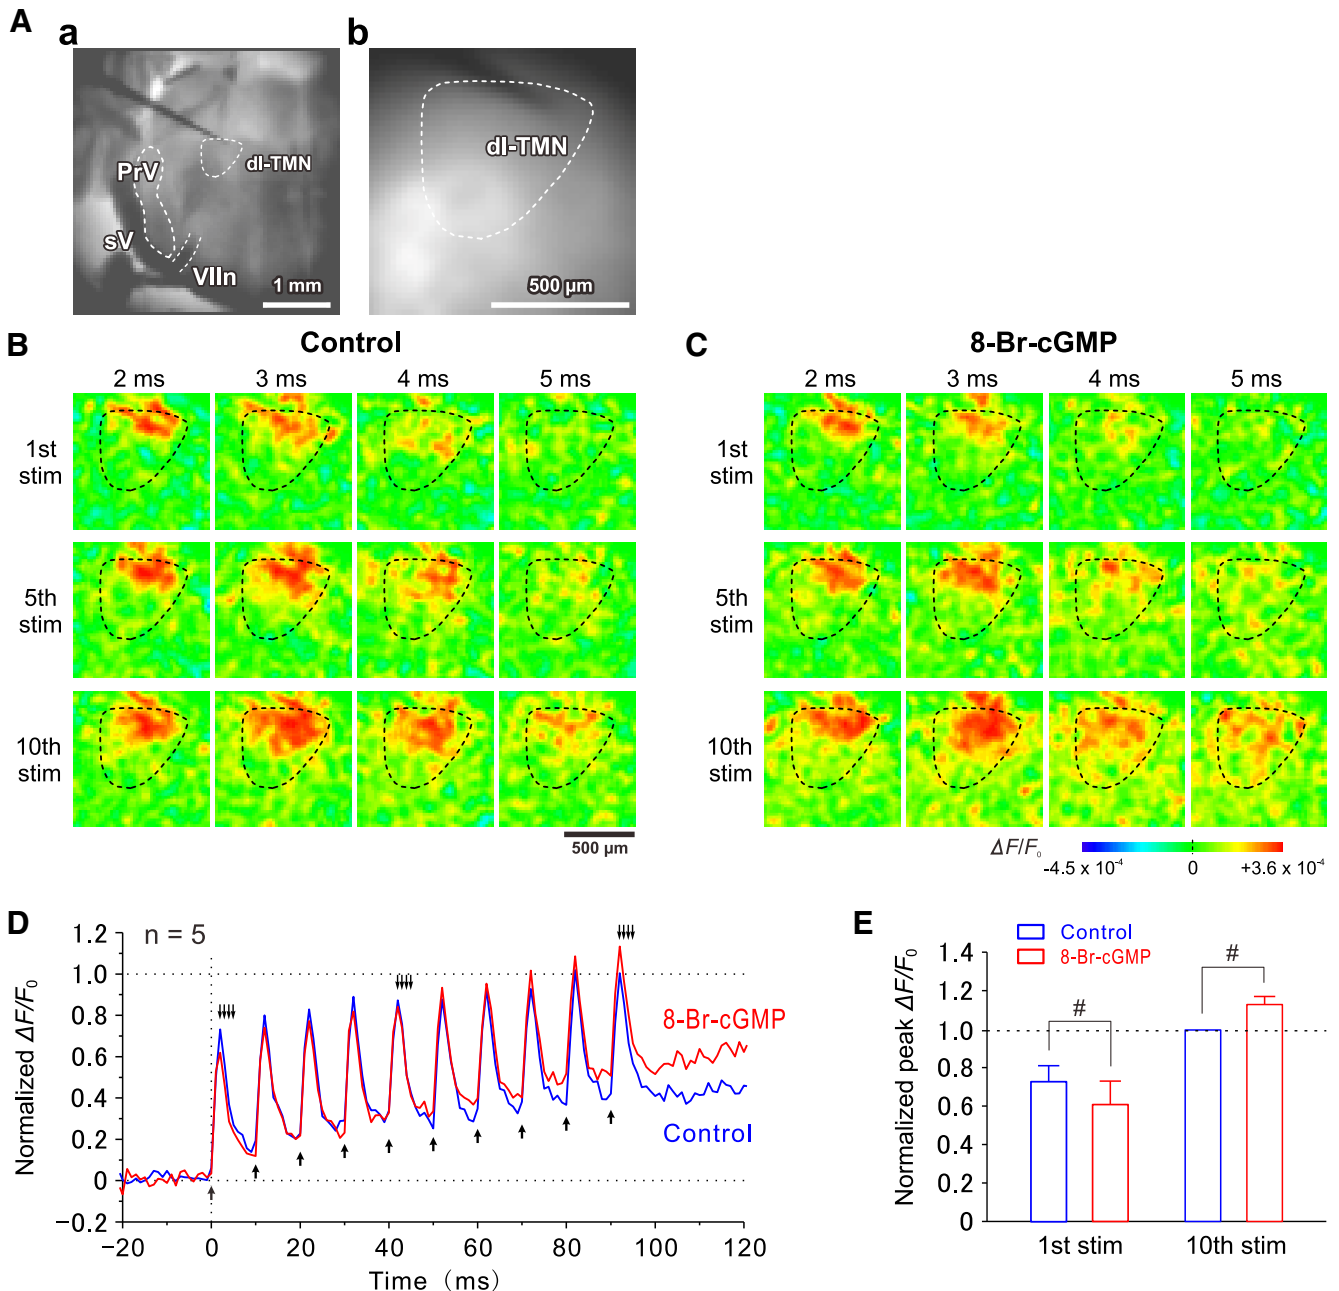 A
a
b
PrV
dl-TMN
sV
VIIn
1 mm
dl-TMN
500 µm
B
Control
2 ms 3 ms 4 ms 5 ms
1st
stim
5th
stim
10th
stim
500 µm
C
8-Br-cGMP
2 ms 3 ms 4 ms 5 ms
1st
stim
5th
stim
10th
stim
ΔF/F₀
-4.5 x 10⁻⁴ 0 +3.6 x 10⁻⁴
D
n = 5
Normalized ΔF/F₀
1.2
1.0
0.8
0.6
0.4
0.2
0
−0.2
8-Br-cGMP
Control
−20 0 20 40 60 80 100 120
Time (ms)
E
Control
8-Br-cGMP
Normalized peak ΔF/F₀
1.4
1.2
1.0
0.8
0.6
0.4
0.2
0
#
#
1st stim 10th stim